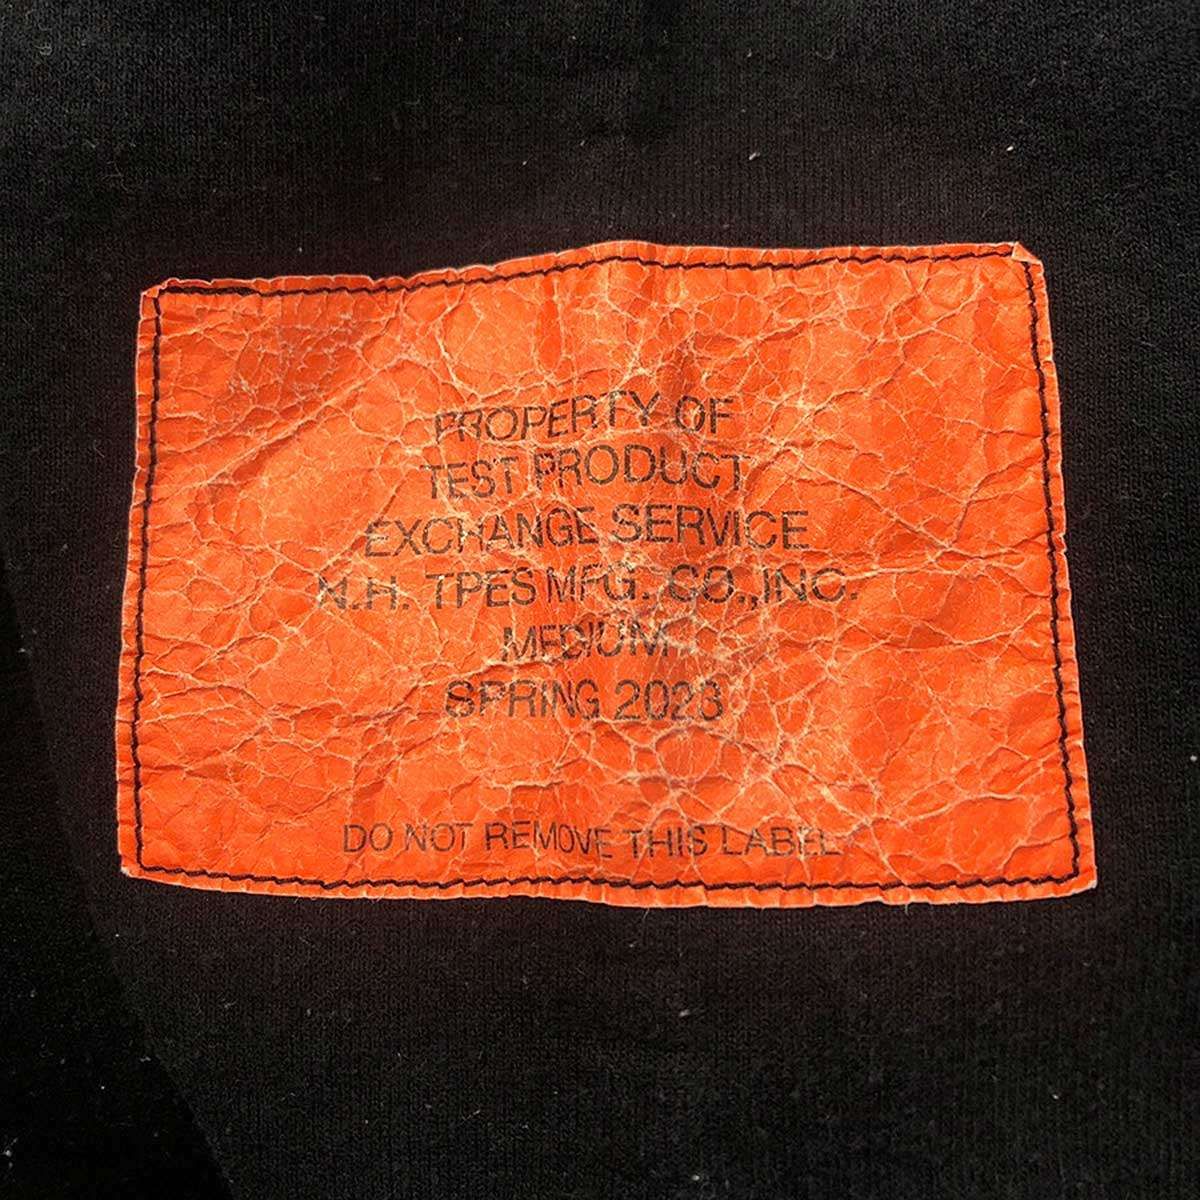 PROPERTY OF
TEST PRODUCT
EXCHANGE SERVICE
N.H. TPES MFG. CO.,INC.
MEDIUM
SPRING 2023
DO NOT REMOVE THIS LABEL